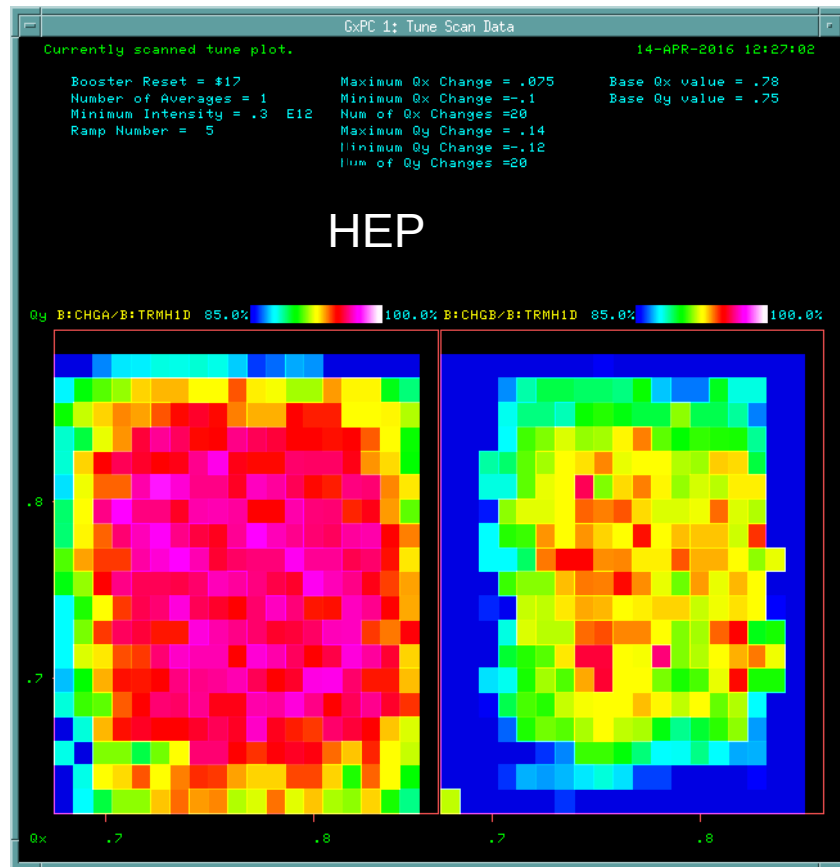 GxPC 1: Tune Scan Data
Currently scanned tune plot. 14-APR-2016 12:27:02
Booster Reset = $17 Maximum Qx Change = .075 Base Qx value = .78
Number of Averages = 1 Minimum Qx Change =-.1 Base Qy value = .75
Minimum Intensity = .3 E12 Num of Qx Changes =20
Ramp Number = 5 Maximum Qy Change = .14
Minimum Qy Change =-.12
Num of Qy Changes =20
HEP
Qy B:CHGA/B:TRMH1D 85.0% 100.0% B:CHGB/B:TRMH1D 85.0% 100.0%
.8
.7
Qx .7 .8 .7 .8